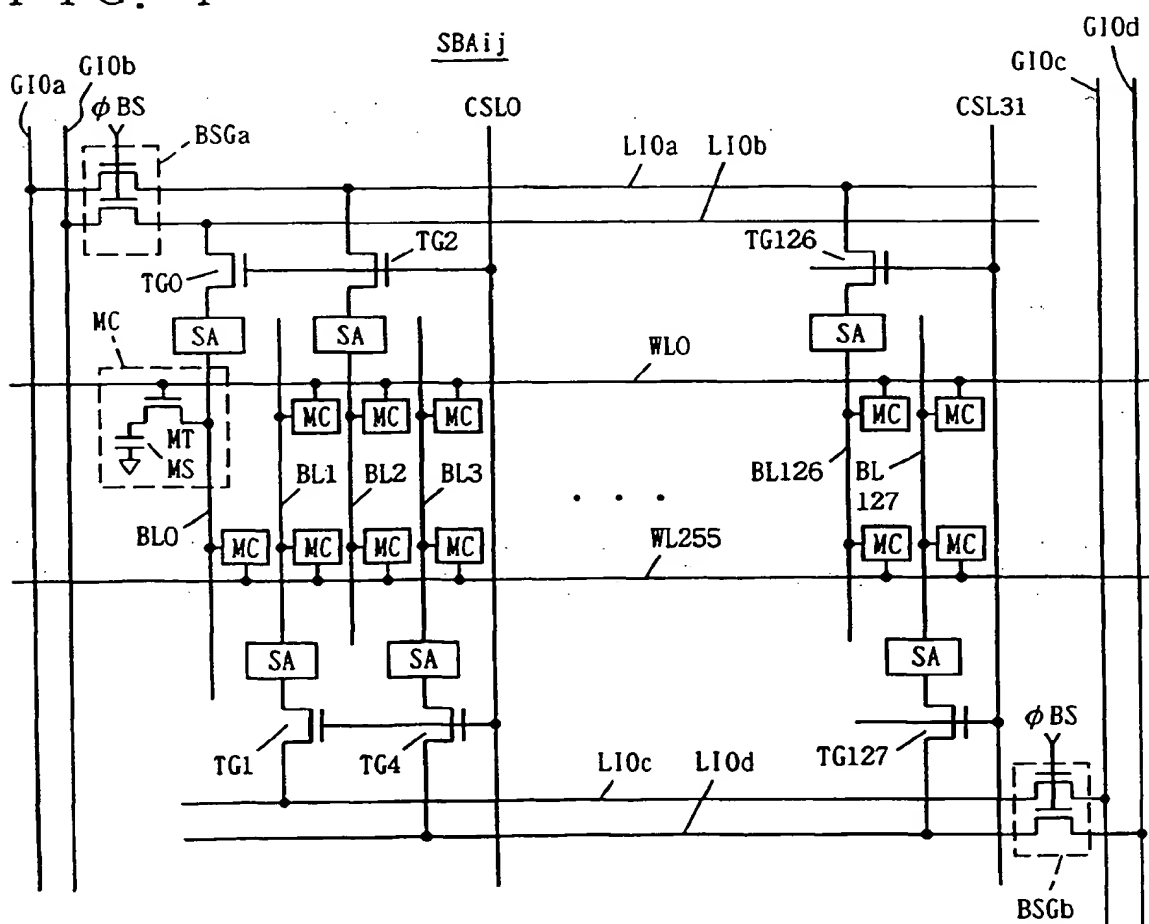 SBAij
GIOd
GIOb
GIOc
GIOa
φBS
CSL0
CSL31
BSGa
LIOa
LIOb
TG2
TG126
TG0
MC
SA
SA
SA
WL0
MC
MC
MC
MC
MC
MT
MS
BL1
BL2
BL3
BL126
BL
127
. . .
BL0
MC
MC
MC
MC
WL255
MC
MC
SA
SA
SA
φBS
TG1
TG4
TG127
LIOc
LIOd
BSGb